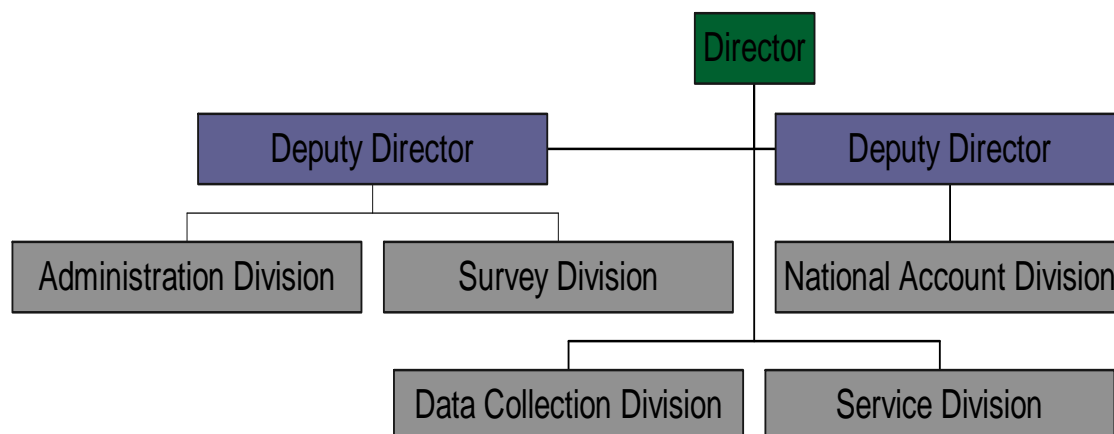 Director
Deputy Director
Deputy Director
Administration Division
Survey Division
National Account Division
Data Collection Division
Service Division